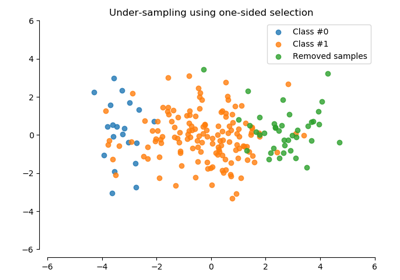 Under-sampling using one-sided selection
Class #0
Class #1
Removed samples
6
4
2
0
−2
−4
−6
−6 −4 −2 0 2 4 6